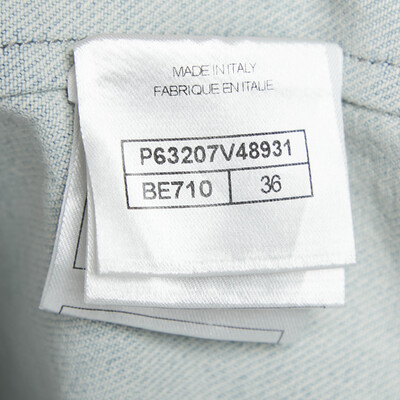 MADE IN ITALY
FABRIQUE EN ITALIE
P63207V48931
BE710 36